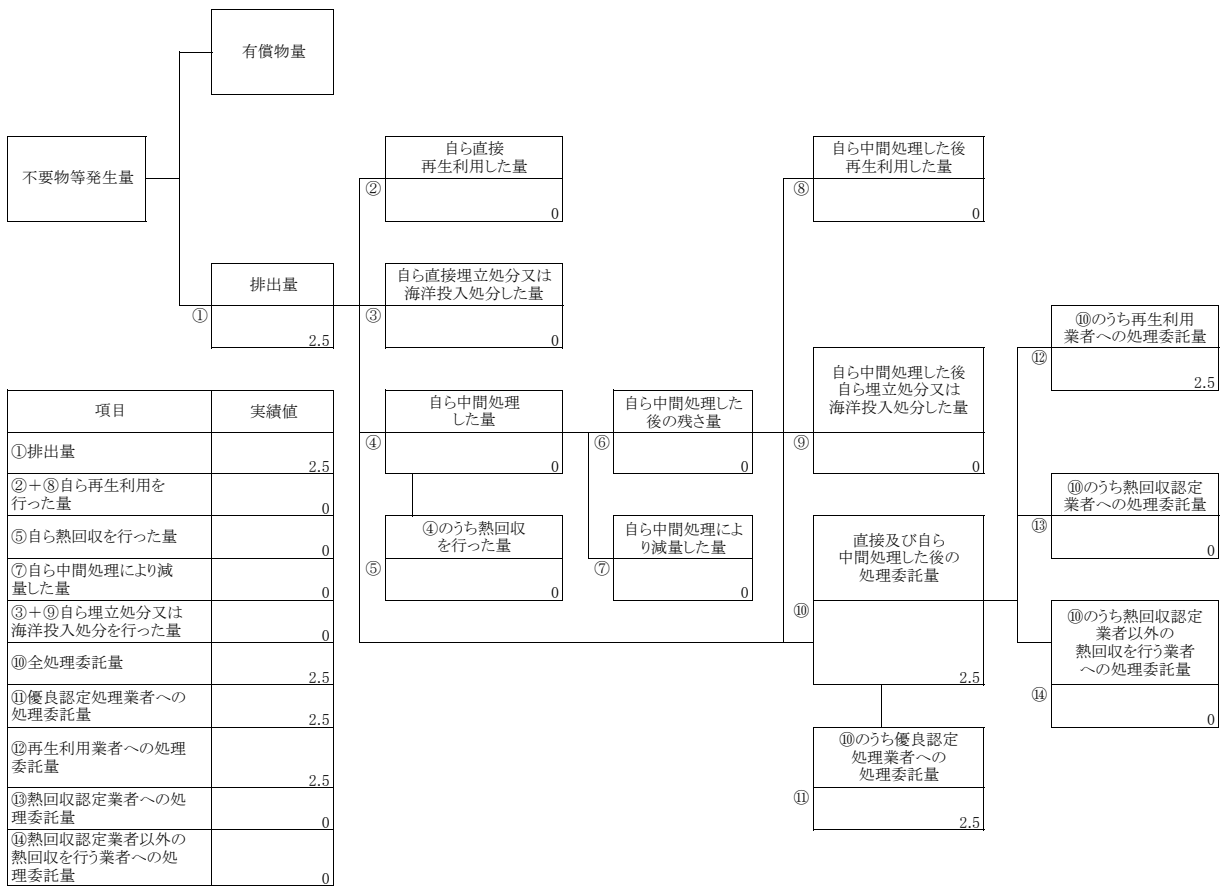 有償物量
不要物等発生量
自ら直接
再生利用した量
②
0
自ら中間処理した後
再生利用した量
⑧
0
排出量
①
2.5
自ら直接埋立処分又は
海洋投入処分した量
③
0
自ら中間処理
した量
④
0
自ら中間処理した
後の残さ量
⑥
0
自ら中間処理した後
自ら埋立処分又は
海洋投入処分した量
⑨
0
⑩のうち再生利用
業者への処理委託量
⑫
2.5
④のうち熱回収
を行った量
⑤
0
自ら中間処理によ
り減量した量
⑦
0
直接及び自ら
中間処理した後の
処理委託量
⑩
2.5
⑩のうち熱回収認定
業者への処理委託量
⑬
0
⑩のうち熱回収認定
業者以外の
熱回収を行う業者
への処理委託量
⑭
0
⑩のうち優良認定
処理業者への
処理委託量
⑪
2.5
項目 実績値
①排出量
2.5
②+⑧自ら再生利用を
行った量
0
⑤自ら熱回収を行った量
0
⑦自ら中間処理により減
量した量
0
③+⑨自ら埋立処分又は
海洋投入処分を行った量
0
⑩全処理委託量
2.5
⑪優良認定処理業者への
処理委託量
2.5
⑫再生利用業者への処理
委託量
2.5
⑬熱回収認定業者への処
理委託量
0
⑭熱回収認定業者以外の
熱回収を行う業者への処
理委託量
0